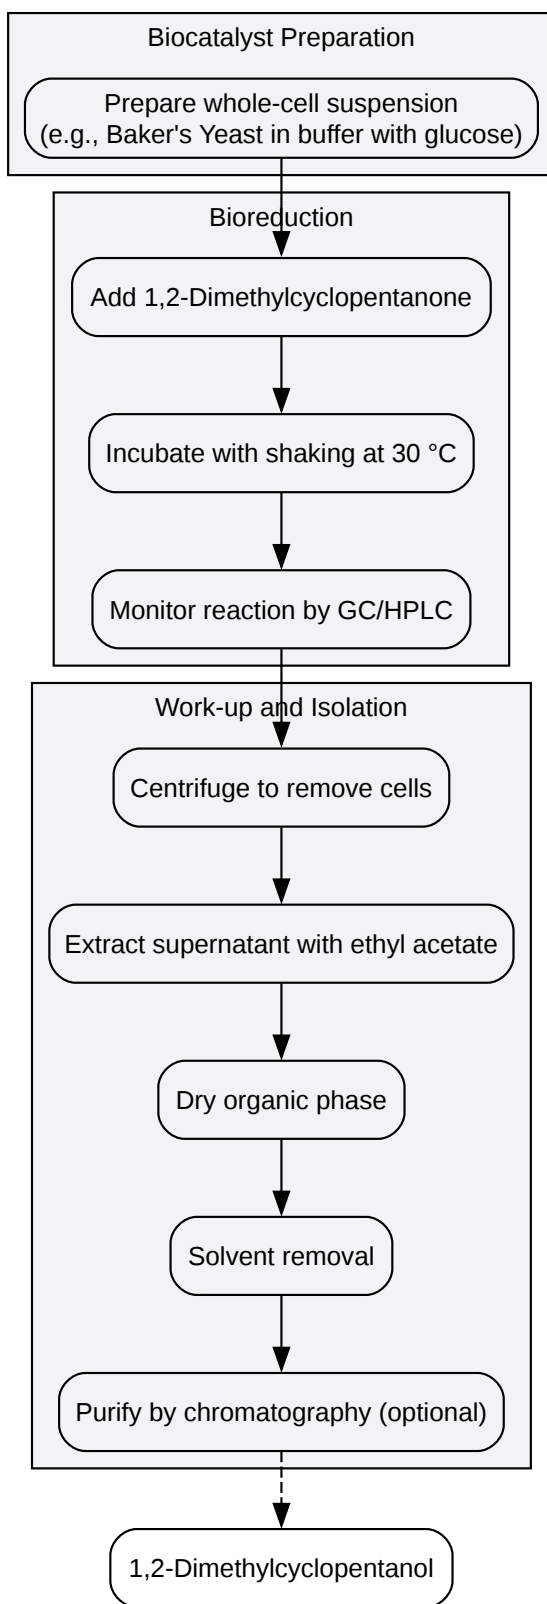 Biocatalyst Preparation
Prepare whole-cell suspension
(e.g., Baker's Yeast in buffer with glucose)
Bioreduction
Add 1,2-Dimethylcyclopentanone
Incubate with shaking at 30 °C
Monitor reaction by GC/HPLC
Work-up and Isolation
Centrifuge to remove cells
Extract supernatant with ethyl acetate
Dry organic phase
Solvent removal
Purify by chromatography (optional)
1,2-Dimethylcyclopentanol